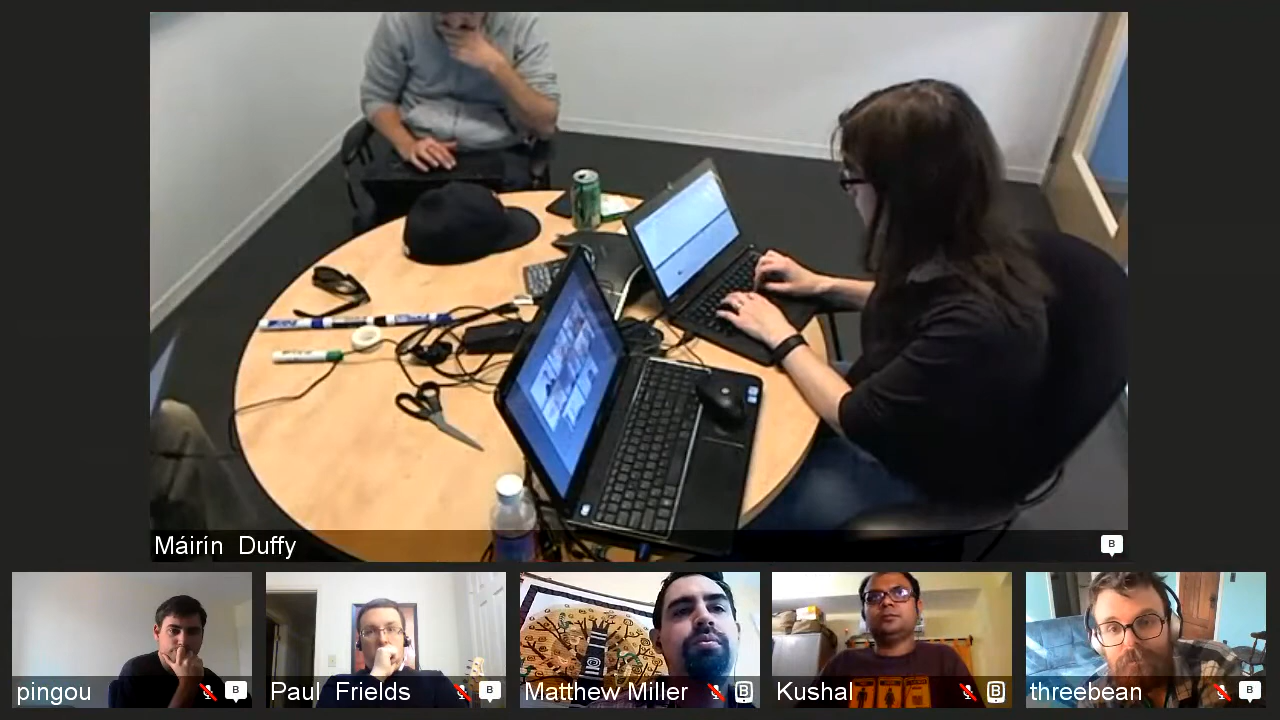 Máirín Duffy
B
pingou
B
Paul Frields
B
Matthew Miller
B
Kushal
B
threebean
B